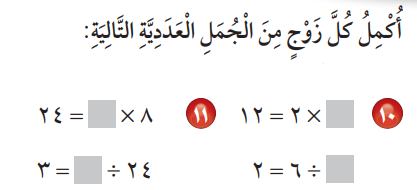 أُكْمِلُ كُلَّ زَوْجٍ مِنَ الْجُمَلِ الْعَدَدِيَّةِ التَّالِيَةِ:
١٠ □ × ٢ = ١٢ ١١ ٨ × □ = ٢٤
□ ÷ ٦ = ٢ ٢٤ ÷ □ = ٣